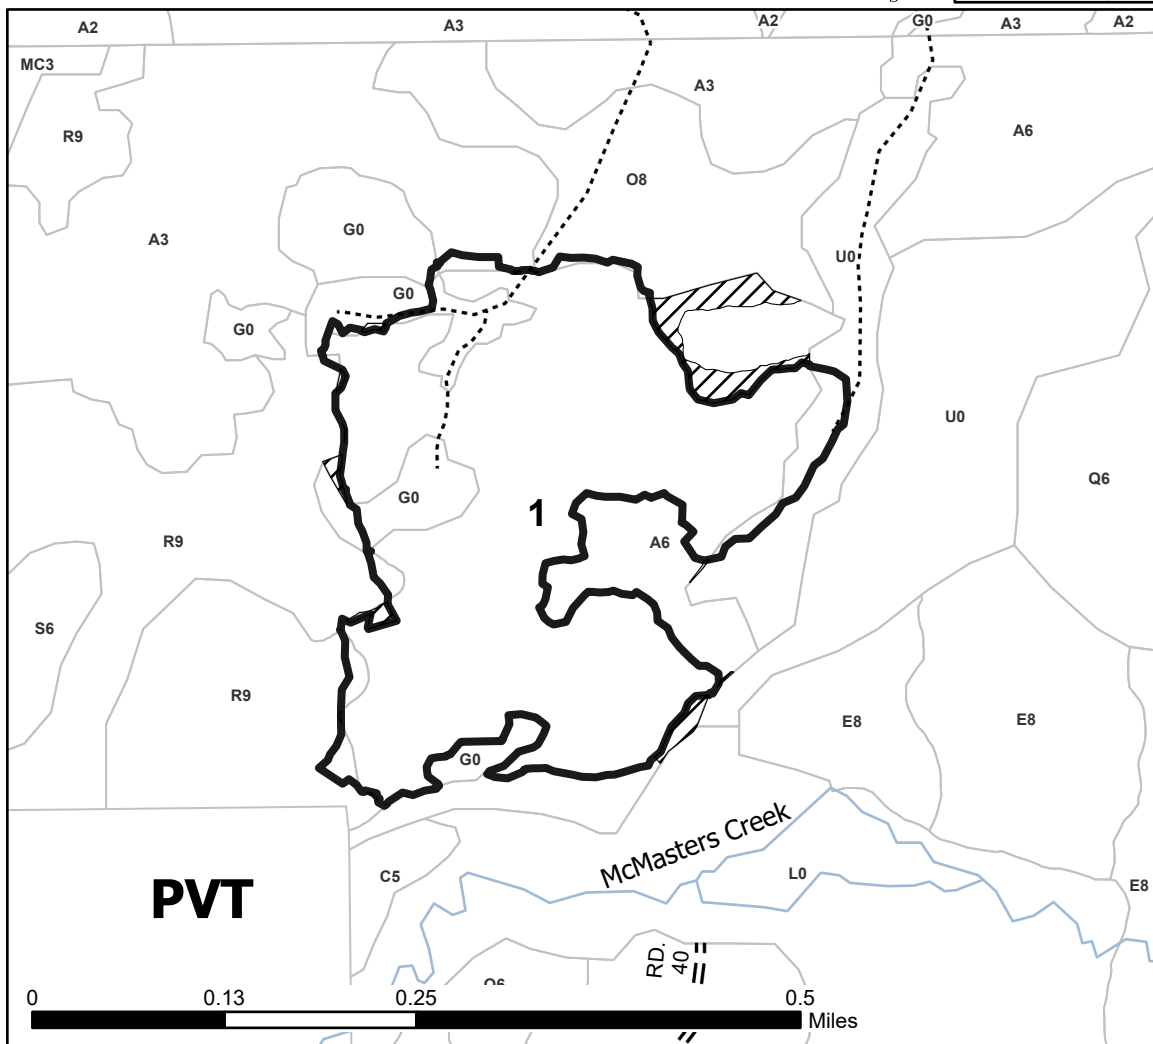 A2 A3 A2 G0 A3 A2
MC3
A3
R9 A6
O8
A3 G0
U0
G0
G0
U0
Q6
G0
1
R9 A6
S6
R9
E8 E8
G0
McMasters Creek
C5 L0
E8
PVT
RD.
40
0 0.13 0.25 0.5
Miles